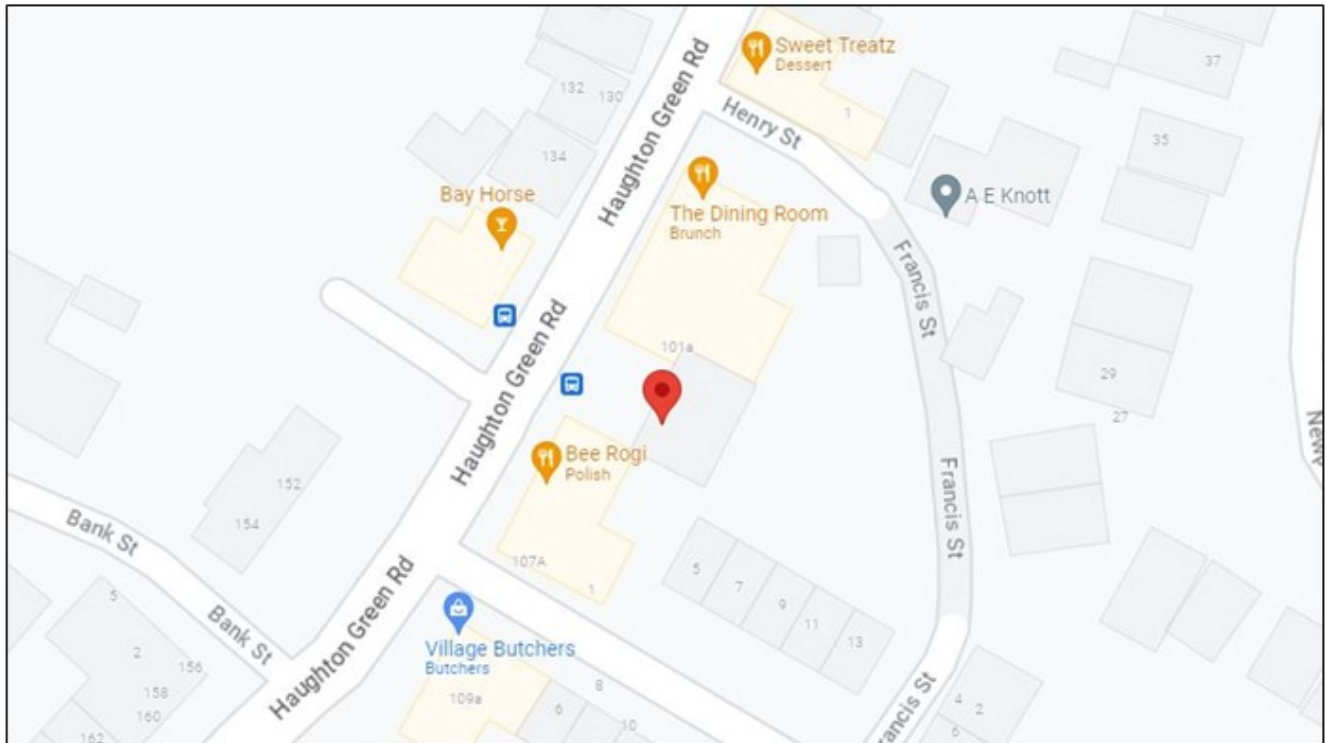 Sweet Treatz
Dessert
Haughton Green Rd
132
130
37
1
Henry St
35
134
Bay Horse
The Dining Room
Brunch
A E Knott
Francis St
Haughton Green Rd
101a
29
27
Bee Rogi
Polish
152
154
Bank St
Francis St
107A
1
5
7
9
11
13
Haughton Green Rd
5
Bank St
2
156
158
160
162
Village Butchers
Butchers
109a
8
6
10
4
2
6